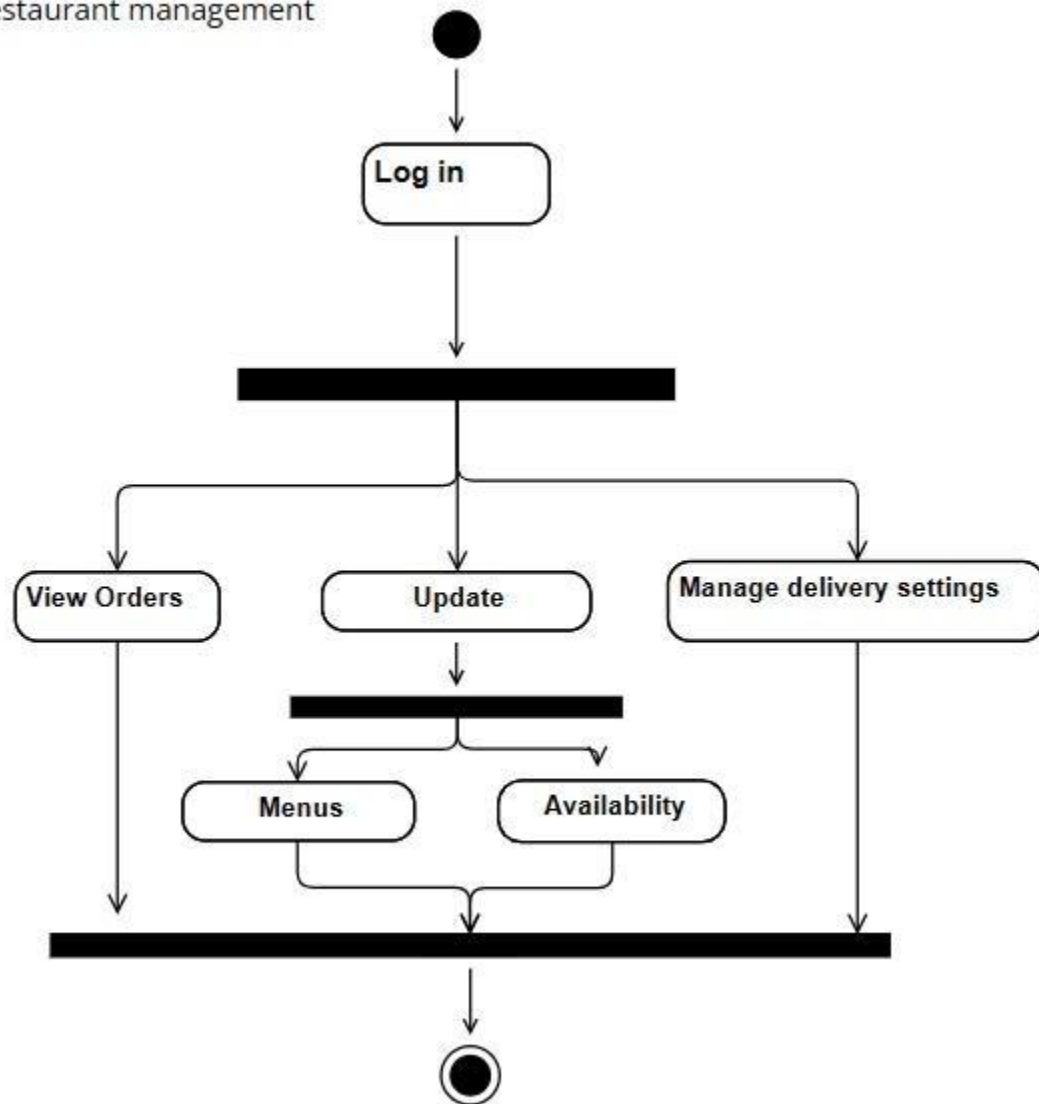 estaurant management
Log in
View Orders
Update
Manage delivery settings
Menus
Availability